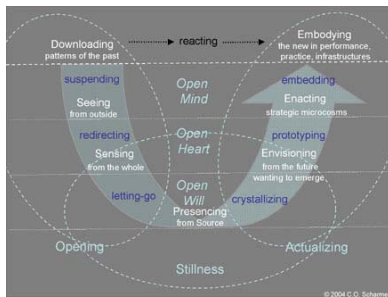 Downloading
patterns of the past
reacting
Embodying
the new in performance,
practice, infrastructures
suspending
Open
Mind
embedding
Seeing
from outside
Enacting
strategic microcosms
redirecting
Open
Heart
prototyping
Sensing
from the whole
Envisioning
from the future
wanting to emerge
letting-go
Open
Will
crystallizing
Presencing
from Source
Opening
Actualizing
Stillness
© 2004 C.O. Scharmer